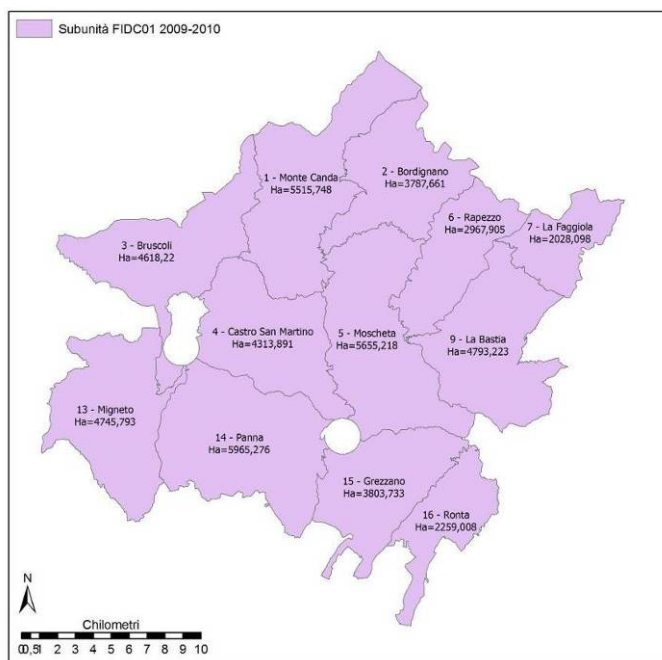 Subunità FIDC01 2009-2010
1 - Monte Canda
Ha=5515,748
2 - Bordignano
Ha=3787,661
6 - Rapezzo
Ha=2967,905
7 - La Faggiola
Ha=2028,098
3 - Bruscoli
Ha=4618,22
4 - Castro San Martino
Ha=4313,891
5 - Moscheta
Ha=5655,218
9 - La Bastia
Ha=4793,223
13 - Migneto
Ha=4745,793
14 - Panna
Ha=5965,276
15 - Grezzano
Ha=3803,733
16 - Ronta
Ha=2259,008
N
Chilometri
0 0,5 1 2 3 4 5 6 7 8 9 10